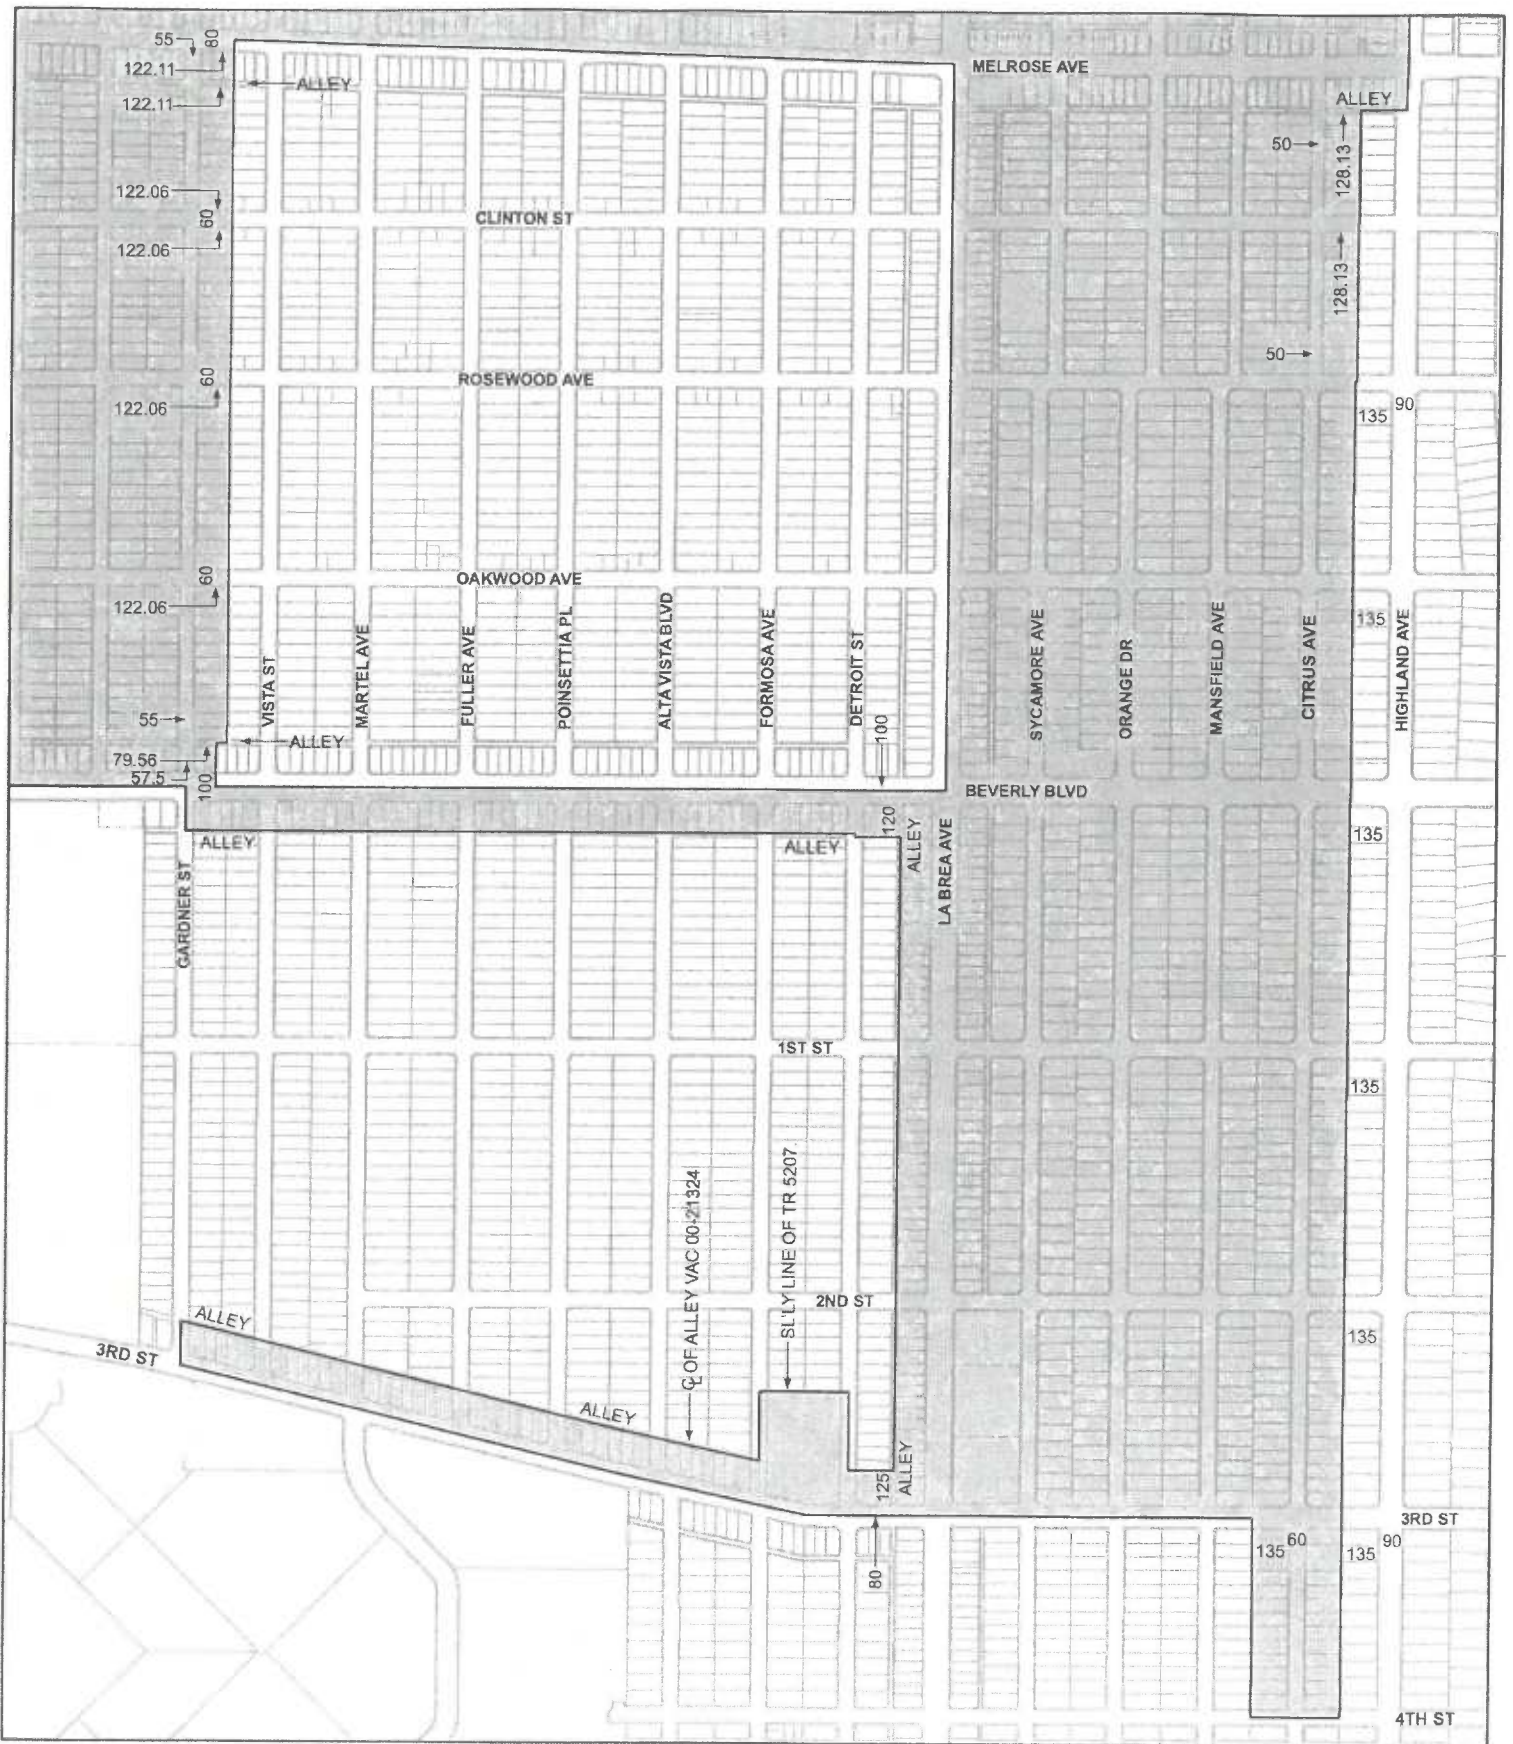 55
80
122.11
ALLEY
122.11
MELROSE AVE
ALLEY
50
128.13
122.06
60
CLINTON ST
122.06
128.13
50
60
ROSEWOOD AVE
122.06
135
90
60
OAKWOOD AVE
122.06
135
VISTA ST
MARTEL AVE
FULLER AVE
POINSETTIA PL
ALTA VISTA BLVD
FORMOSA AVE
DETROIT ST
SYCAMORE AVE
ORANGE DR
MANSFIELD AVE
CITRUS AVE
HIGHLAND AVE
55
100
ALLEY
79.56
57.5
100
BEVERLY BLVD
120
ALLEY
ALLEY
ALLEY
LA BREA AVE
135
GARDNER ST
1ST ST
135
℄ OF ALLEY VAC 00-21324
SL'LY LINE OF TR 5207
2ND ST
ALLEY
135
3RD ST
ALLEY
125
ALLEY
3RD ST
80
135
60
135
90
4TH ST